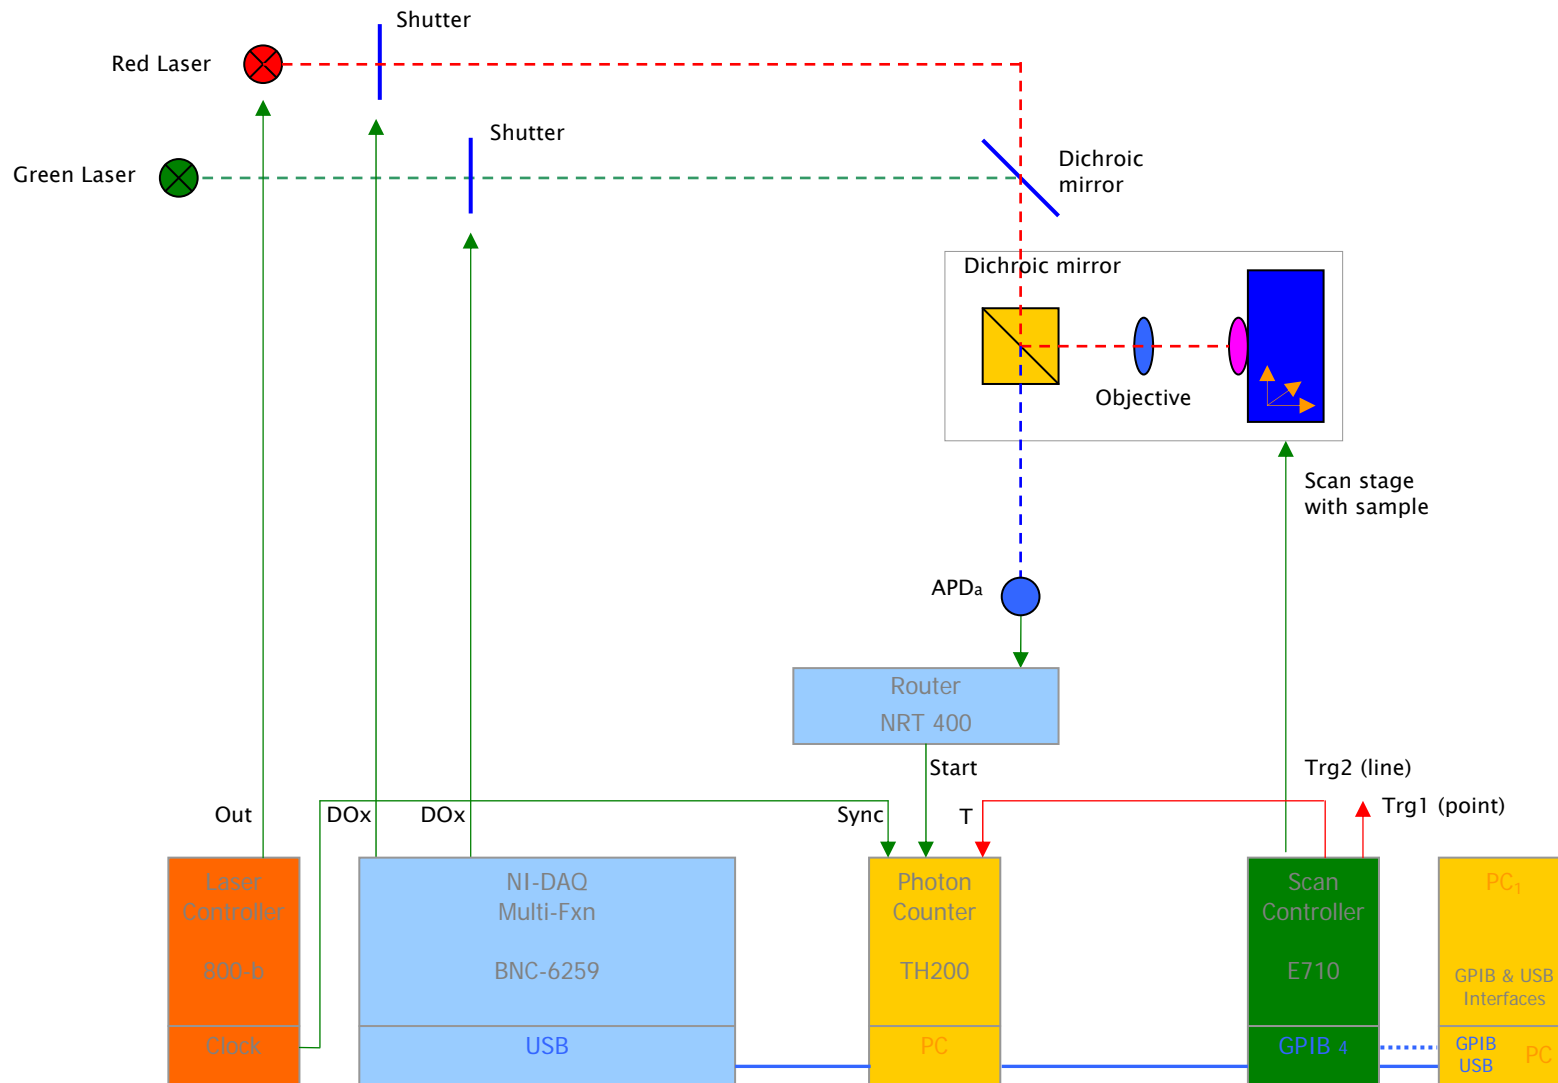 Shutter
Red Laser
Shutter
Green Laser
Dichroic
mirror
Dichroic mirror
Objective
Scan stage
with sample
APDa
Router
NRT 400
Start
Trg2 (line)
Out
DOx
DOx
Sync
T
Trg1 (point)
Laser
Controller
800-b
Clock
NI-DAQ
Multi-Fxn
BNC-6259
USB
Photon
Counter
TH200
PC
Scan
Controller
E710
GPIB 4
PC1
GPIB & USB
Interfaces
GPIB
USB
PC